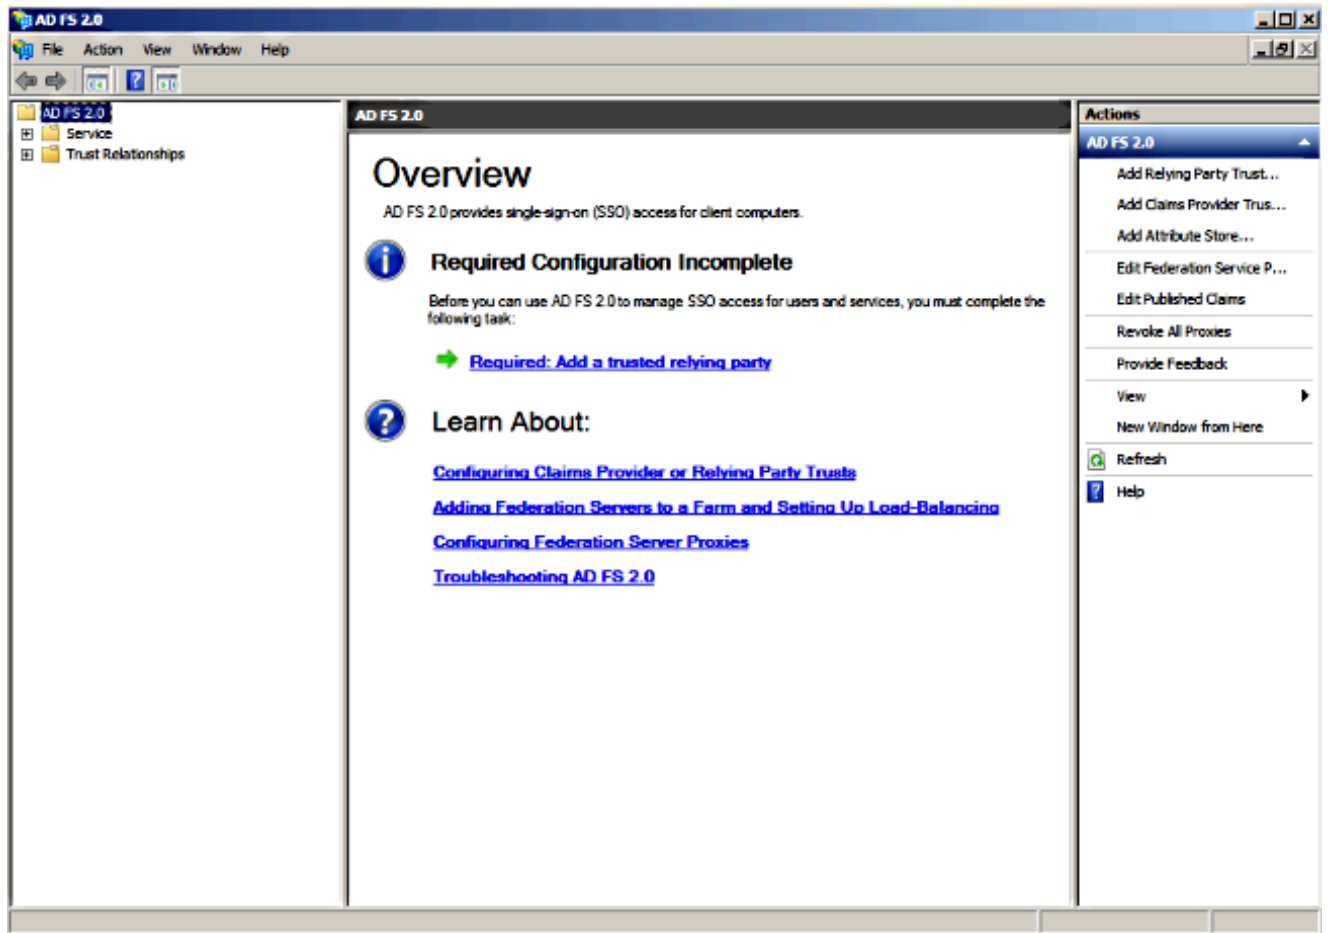 AD FS 2.0
File Action View Window Help
AD FS 2.0
Service
Trust Relationships
AD FS 2.0
Overview
AD FS 2.0 provides single-sign-on (SSO) access for client computers.
Required Configuration Incomplete
Before you can use AD FS 2.0 to manage SSO access for users and services, you must complete the
following task:
Required: Add a trusted relying party
Learn About:
Configuring Claims Provider or Relying Party Trusts
Adding Federation Servers to a Farm and Setting Up Load-Balancing
Configuring Federation Server Proxies
Troubleshooting AD FS 2.0
Actions
AD FS 2.0
Add Relying Party Trust...
Add Claims Provider Trus...
Add Attribute Store...
Edit Federation Service P...
Edit Published Claims
Revoke All Proxies
Provide Feedback
View
New Window from Here
Refresh
Help